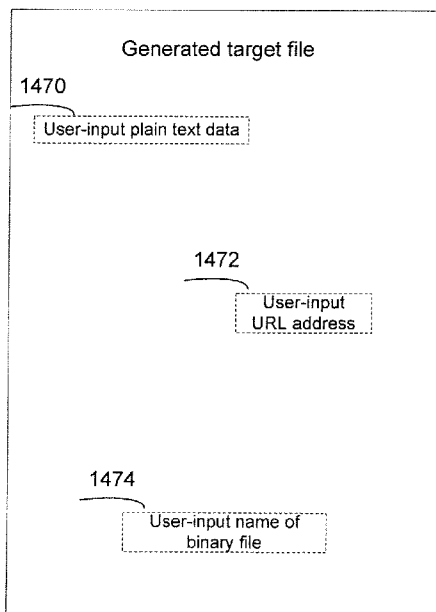 Generated target file
1470
User-input plain text data
1472
User-input
URL address
1474
User-input name of
binary file